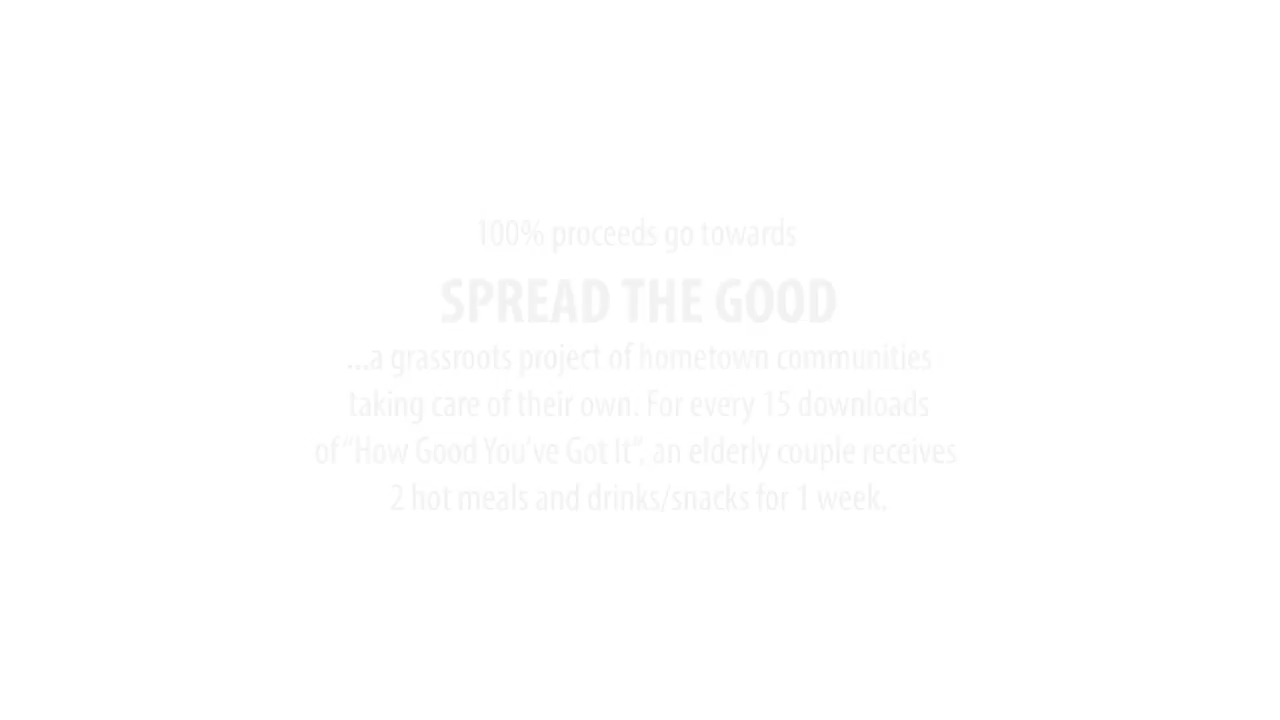 100% proceeds go towards
SPREAD THE GOOD
...a grassroots project of hometown communities
taking care of their own. For every 15 downloads
of “How Good You've Got It”, an elderly couple receives
2 hot meals and drinks/snacks for 1 week.